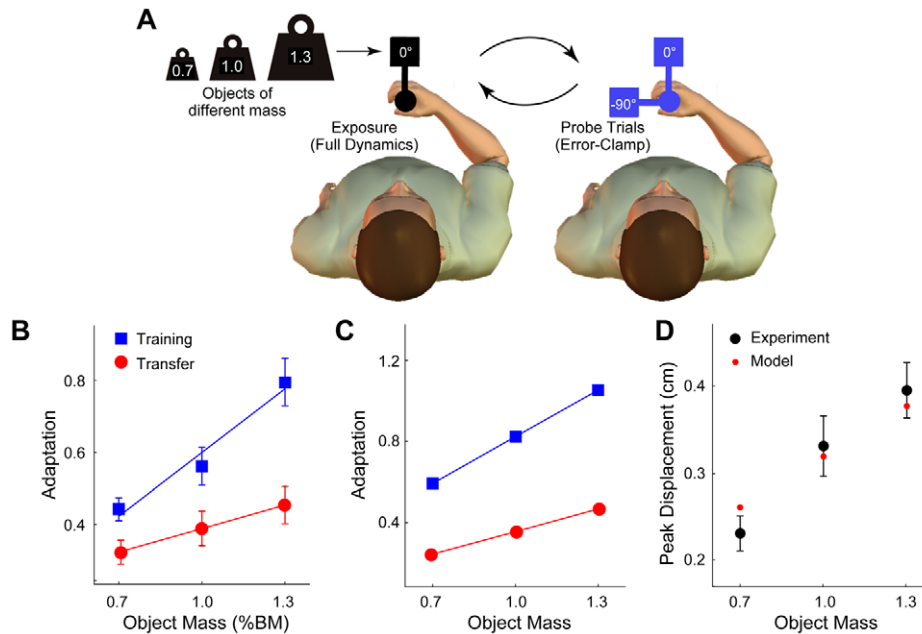 A
0.7
1.0
1.3
Objects of
different mass
0°
Exposure
(Full Dynamics)
0°
-90°
Probe Trials
(Error-Clamp)
B
Training
Transfer
Adaptation
0.8
0.6
0.4
0.7
1.0
1.3
Object Mass (%BM)
C
Adaptation
1.2
0.8
0.4
0.7
1.0
1.3
Object Mass
D
Experiment
Model
Peak Displacement (cm)
0.4
0.3
0.2
0.7
1.0
1.3
Object Mass